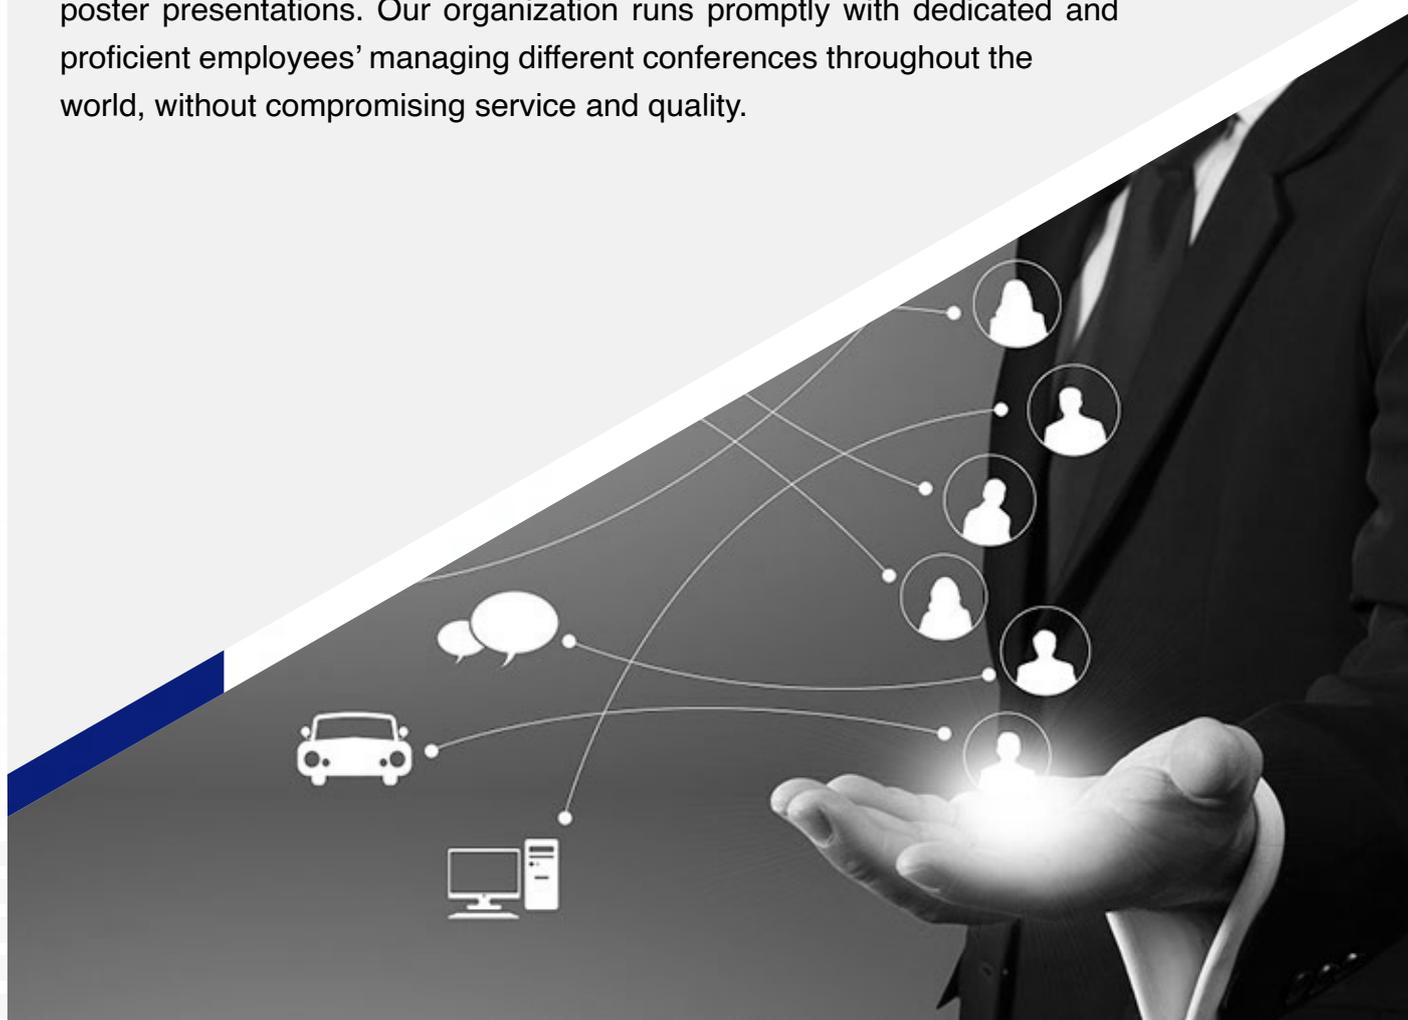 poster presentations. Our organization runs promptly with dedicated and
proficient employees’ managing different conferences throughout the
world, without compromising service and quality.